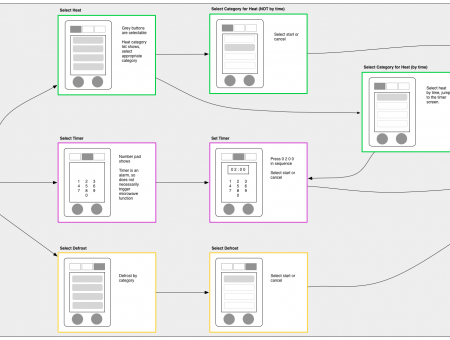 Select Heat
Grey buttons
are selectable
Heat category
list shows,
select
appropriate
category
Select Category for Heat (NOT by time)
Select start or
cancel
Select Category for Heat (by time)
Select heat
by time, jump
to the timer
screen
Select Timer
Number pad
shows
Timer is an
alarm, so
does not
necessarily
trigger
microwave
function
1 2 3
4 5 6
7 8 9
0
Set Timer
0 2 : 0 0
1 2 3
4 5 6
7 8 9
0
Press 0 2 0 0
in sequence
Select start or
cancel
Select Defrost
Defrost by
category
Select Defrost
Select start or
cancel